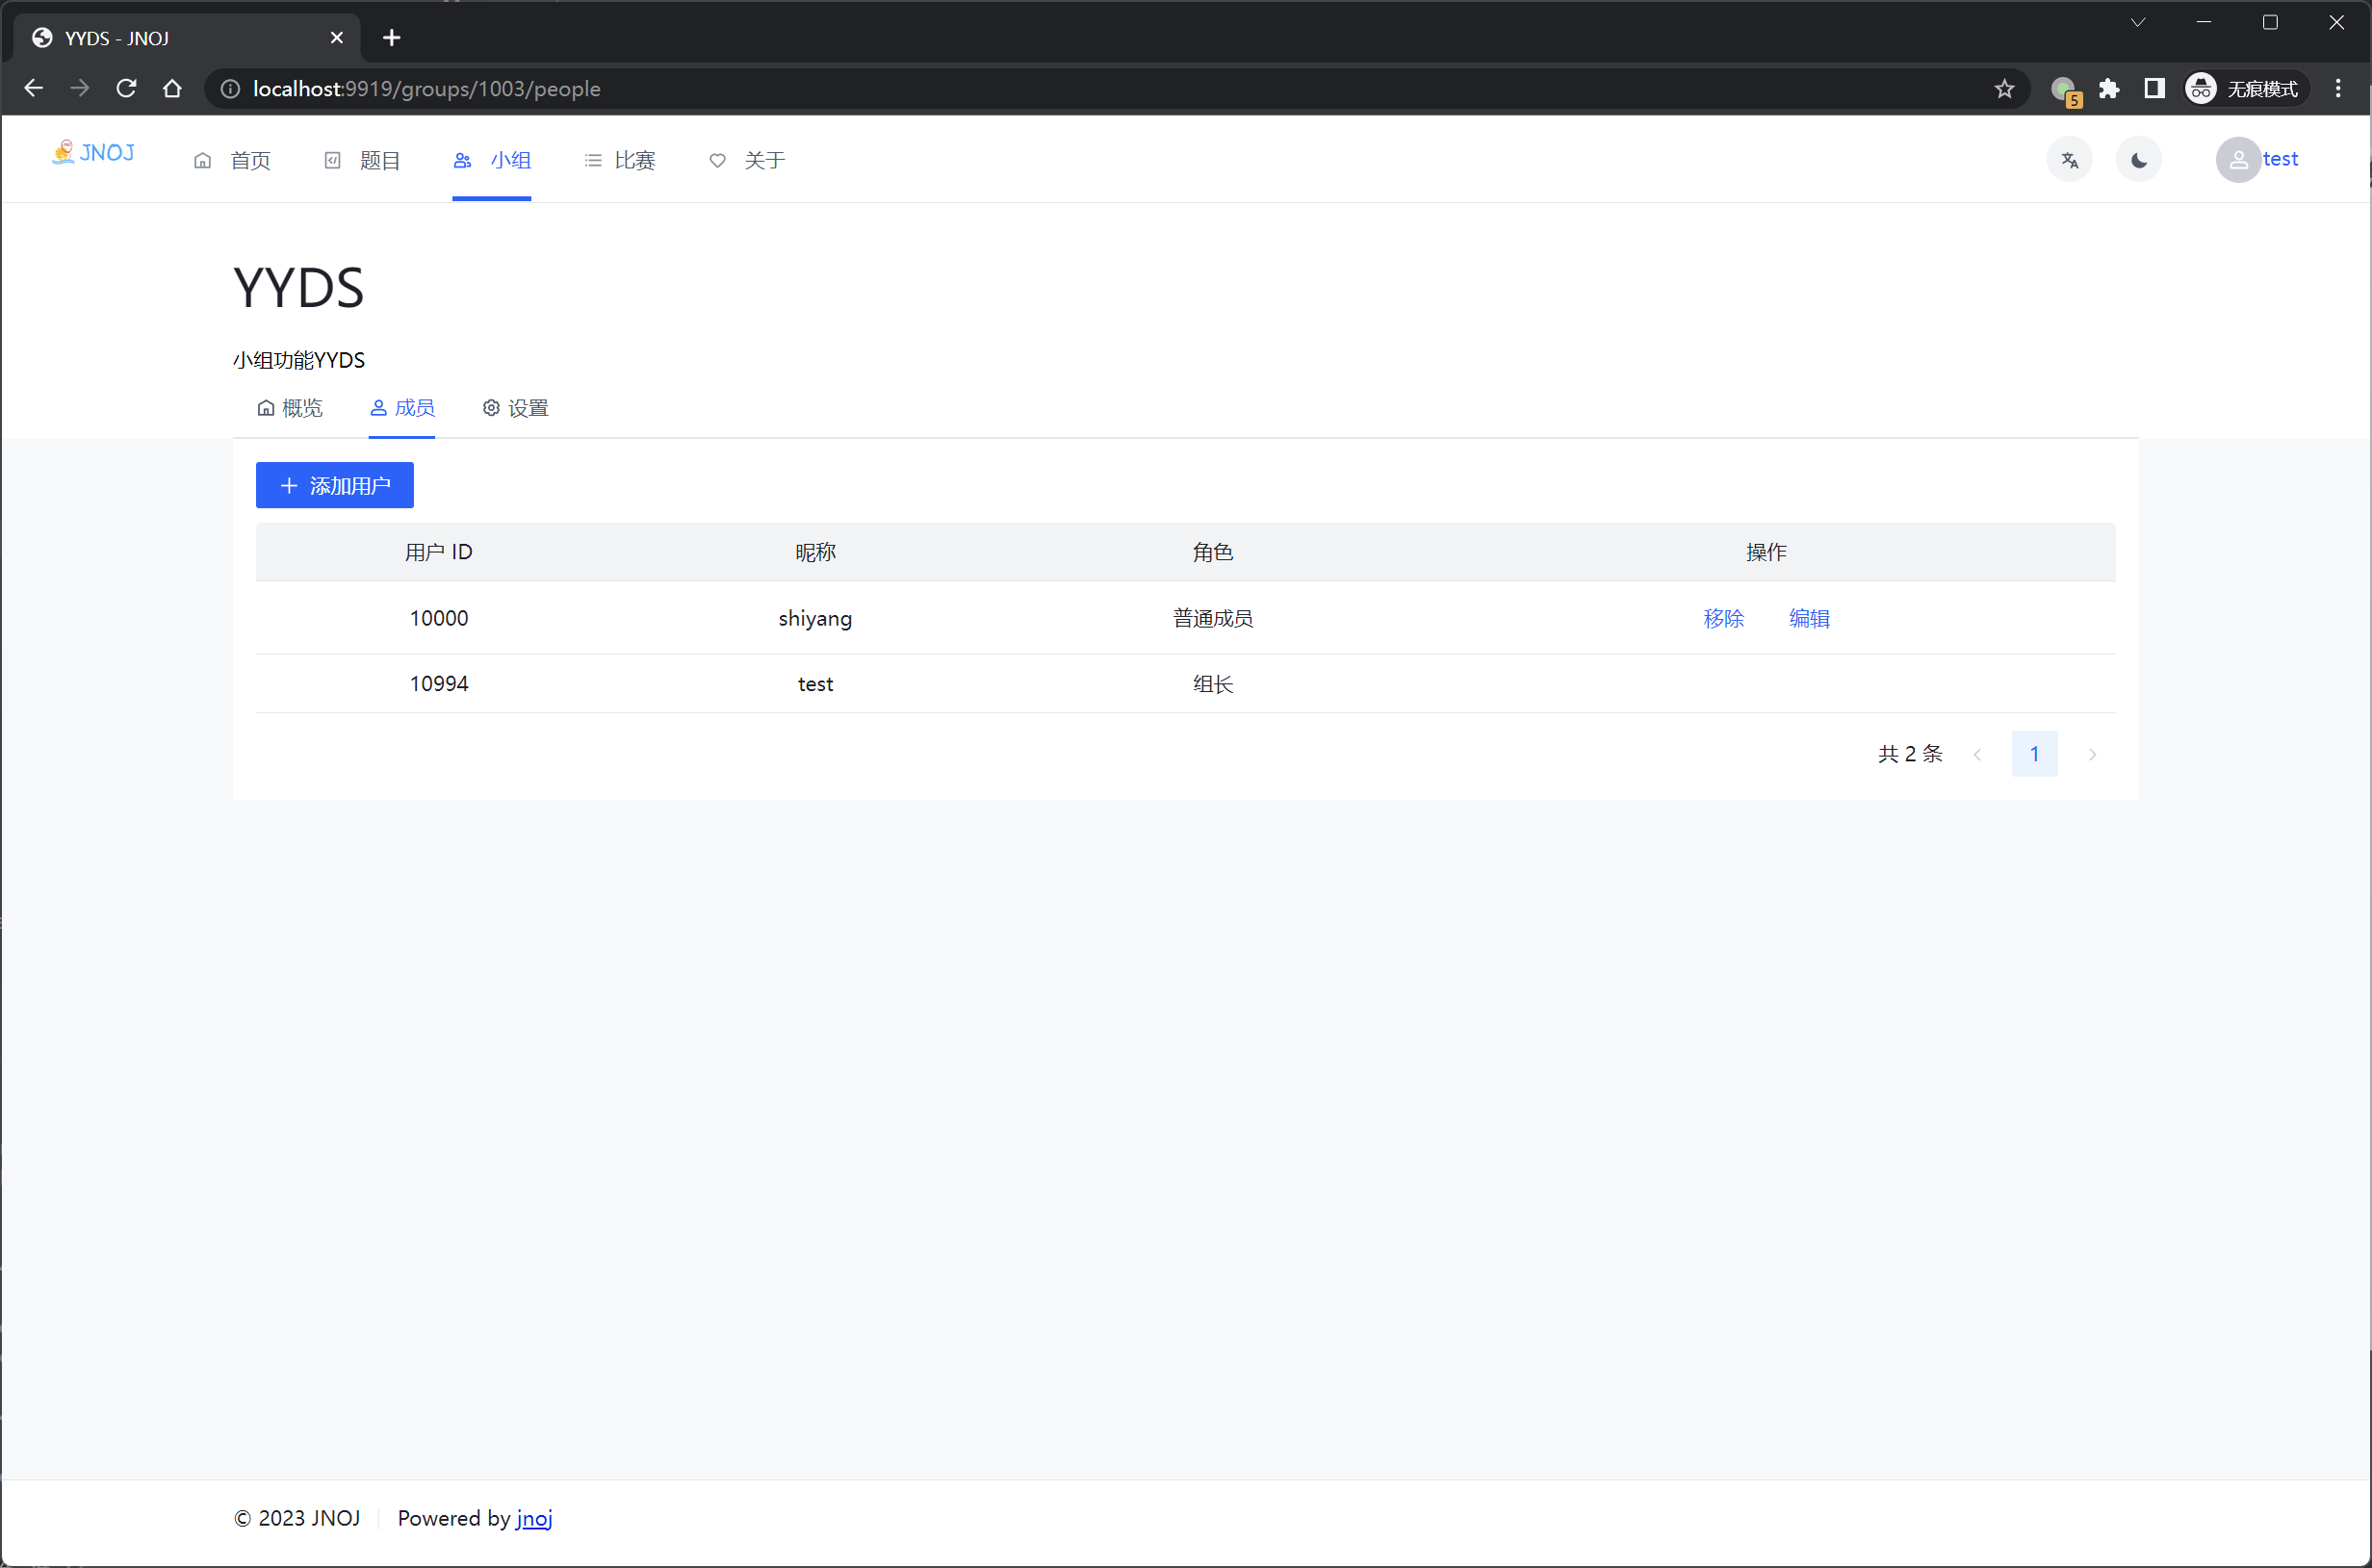 YYDS - JNOJ
localhost:9919/groups/1003/people
5
无痕模式
JNOJ
首页
题目
小组
比赛
关于
test
YYDS
小组功能YYDS
概览
成员
设置
添加用户
用户 ID 昵称 角色 操作
10000 shiyang 普通成员 移除 编辑
10994 test 组长
共 2 条 1
© 2023 JNOJ Powered by jnoj